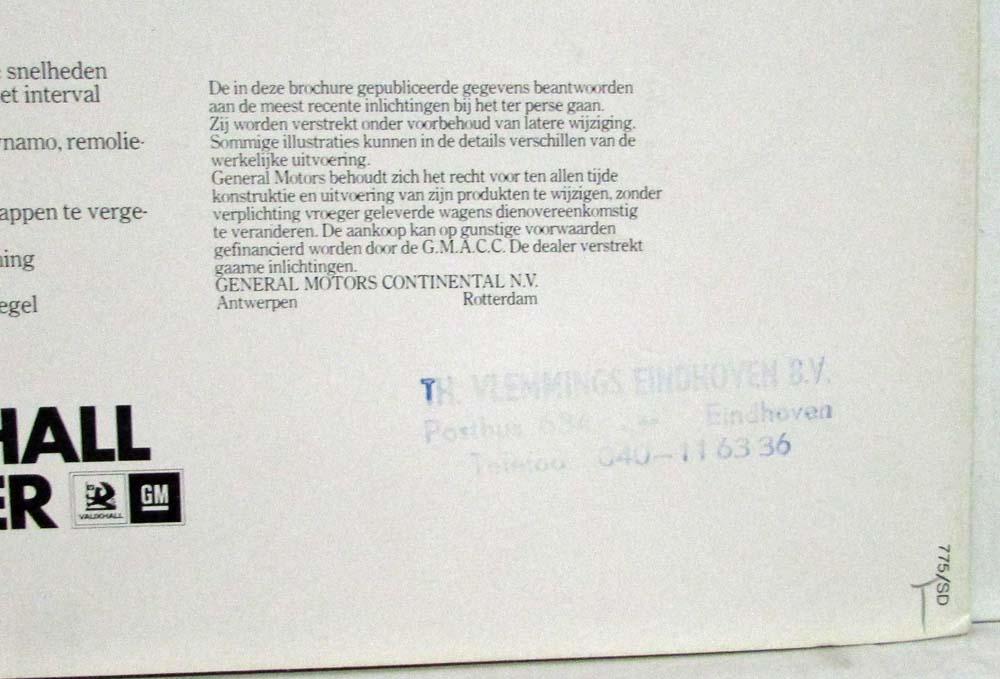 snelheden
et interval
ynamo, remolie-
appen te verge-
ing
egel
De in deze brochure gepubliceerde gegevens beantwoorden
aan de meest recente inlichtingen bij het ter perse gaan.
Zij worden verstrekt onder voorbehoud van latere wijziging.
Sommige illustraties kunnen in de details verschillen van de
werkelijke uitvoering.
General Motors behoudt zich het recht voor ten allen tijde
konstruktie en uitvoering van zijn produkten te wijzigen, zonder
verplichting vroeger geleverde wagens dienovereenkomstig
te veranderen. De aankoop kan op gunstige voorwaarden
gefinancierd worden door de G.M.A.C.C. De dealer verstrekt
gaarne inlichtingen.
GENERAL MOTORS CONTINENTAL N.V.
Antwerpen Rotterdam
TH. VLEMMINGS EINDHOVEN B.V.
Postbus Eindhoven
040-116336
HALL
ER
VAUXHALL
GM
775/SD